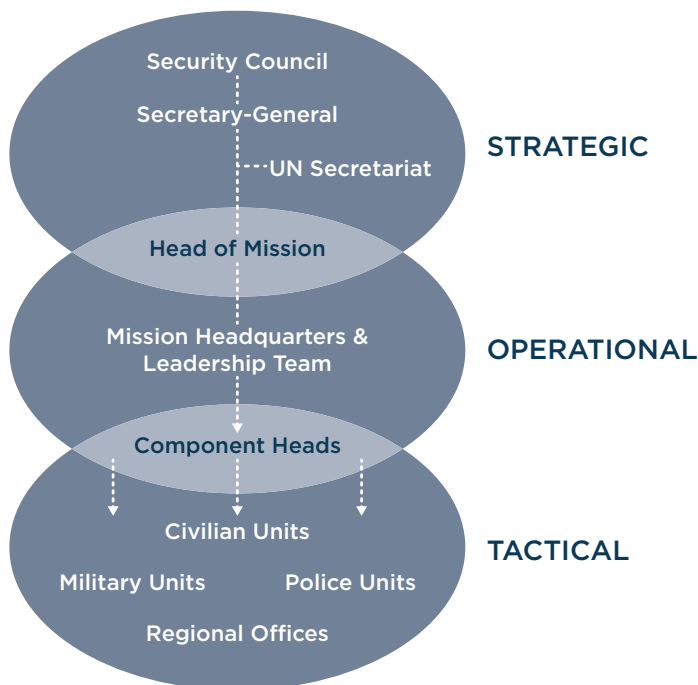 Security Council
Secretary-General
STRATEGIC
UN Secretariat
Head of Mission
Mission Headquarters &
Leadership Team
OPERATIONAL
Component Heads
Civilian Units
TACTICAL
Military Units
Police Units
Regional Offices